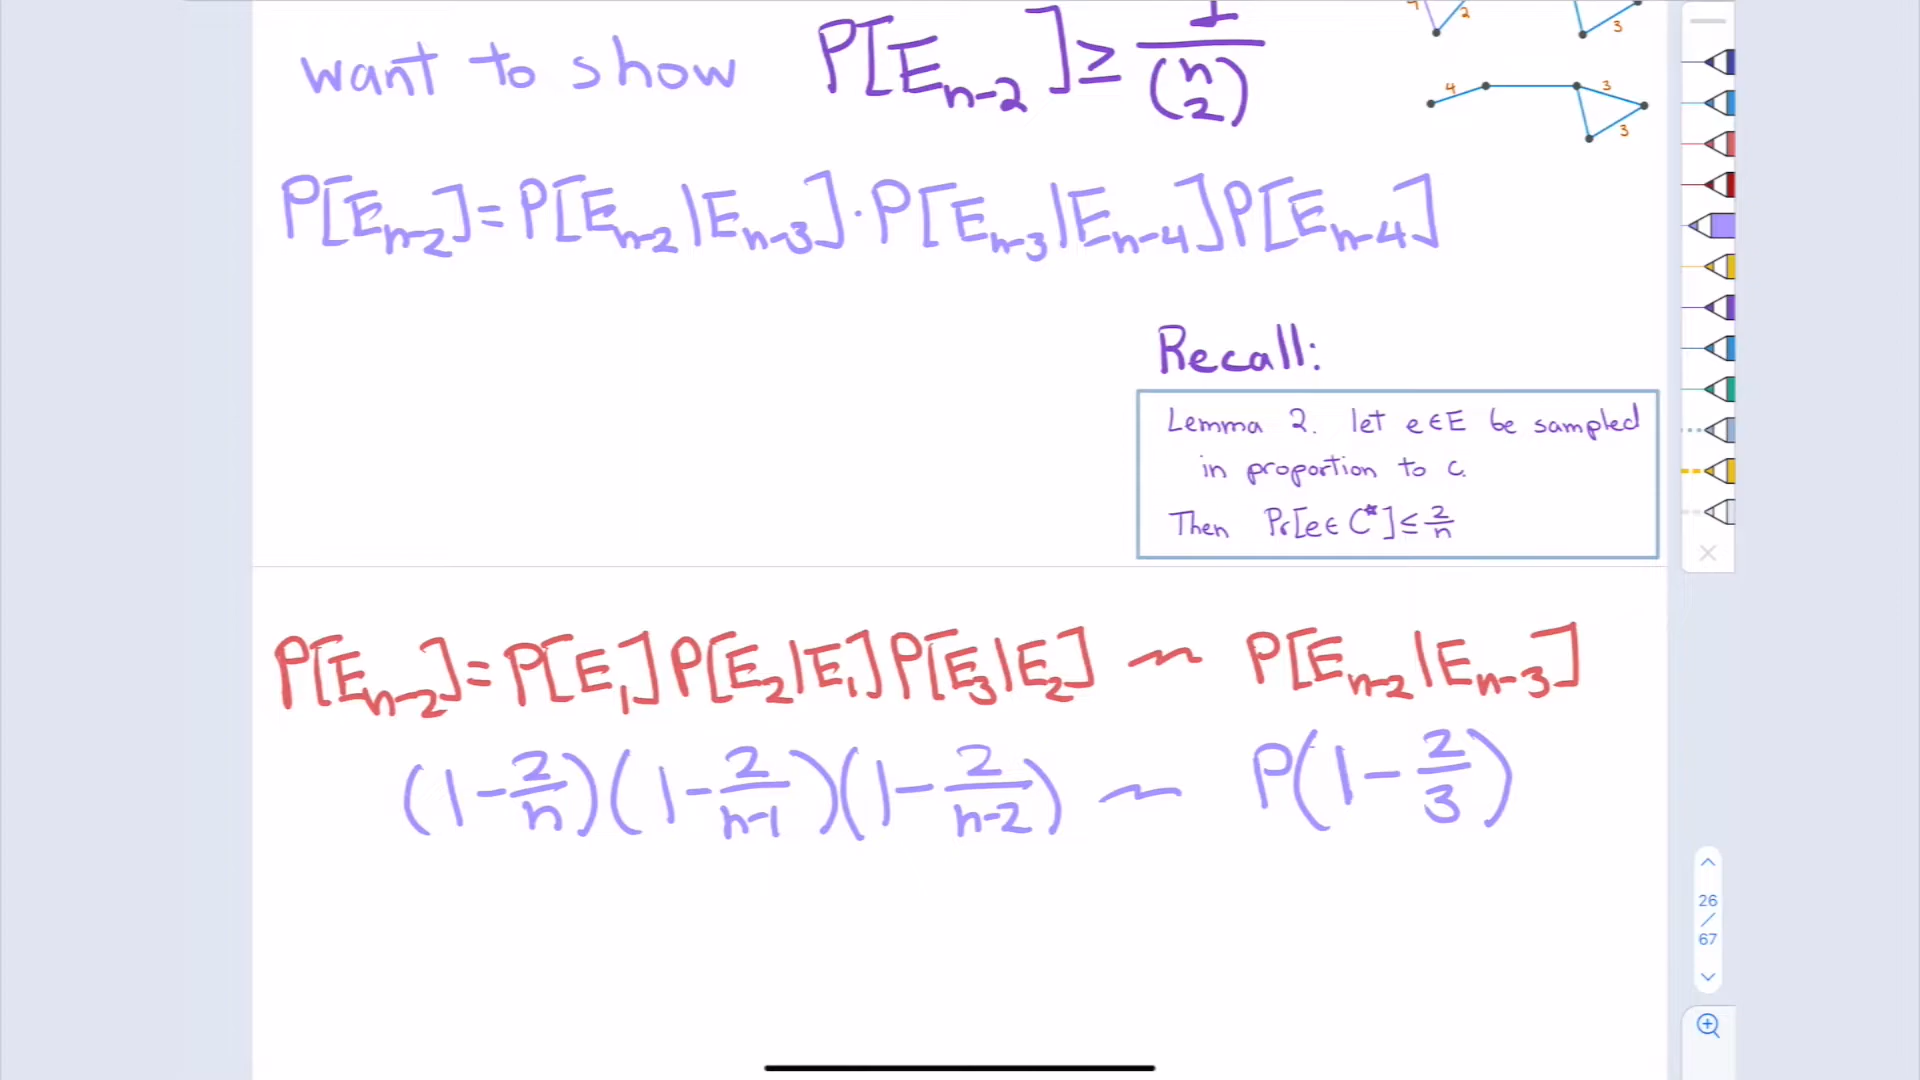 want to show P[E_{n-2}] ≥ 1/(n 2)
4 3 3
7 2 3
P[E_{n-2}] = P[E_{n-2}|E_{n-3}] · P[E_{n-3}|E_{n-4}] P[E_{n-4}]
Recall:
Lemma 2. let e∈E be sampled
in proportion to c.
Then Pr[e∈C*] ≤ 2/n
P[E_{n-2}] = P[E_1] P[E_2|E_1] P[E_3|E_2] ~ P[E_{n-2}|E_{n-3}]
(1-2/n)(1-2/(n-1))(1-2/(n-2)) ~ P(1-2/3)
26
/
67